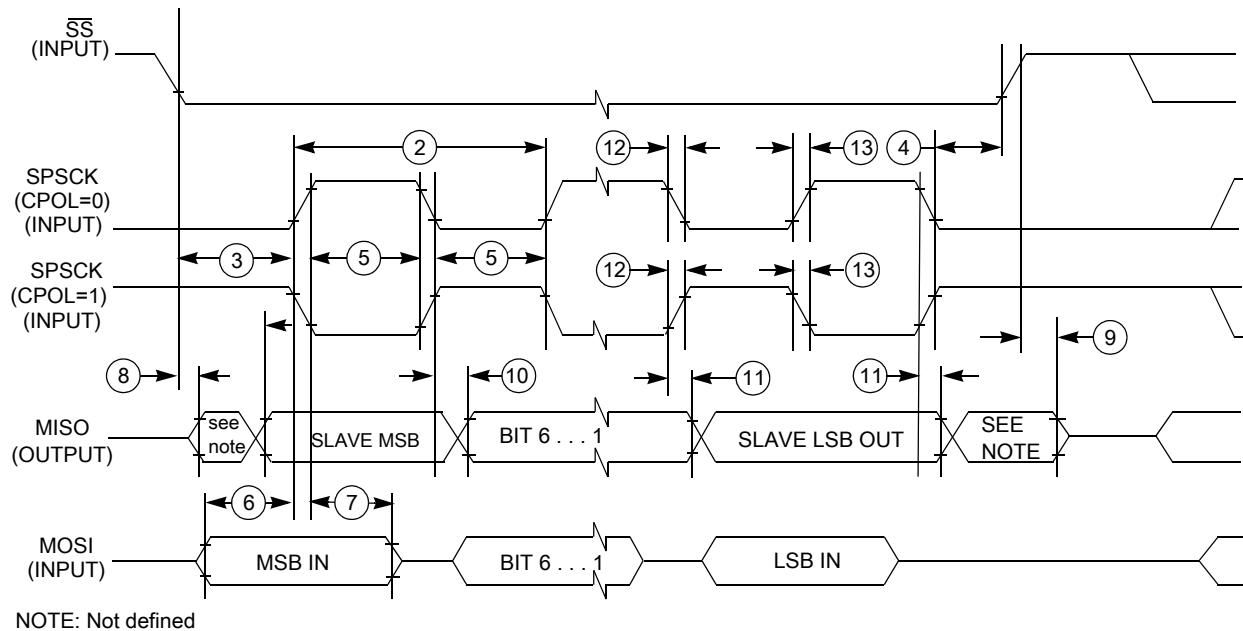 SS
(INPUT)
2
12
13
4
SPSCK
(CPOL=0)
(INPUT)
3
5
5
12
13
SPSCK
(CPOL=1)
(INPUT)
8
10
11
11
9
MISO
(OUTPUT)
see
note
SLAVE MSB
BIT 6 . . . 1
SLAVE LSB OUT
SEE
NOTE
6
7
MOSI
(INPUT)
MSB IN
BIT 6 . . . 1
LSB IN
NOTE: Not defined